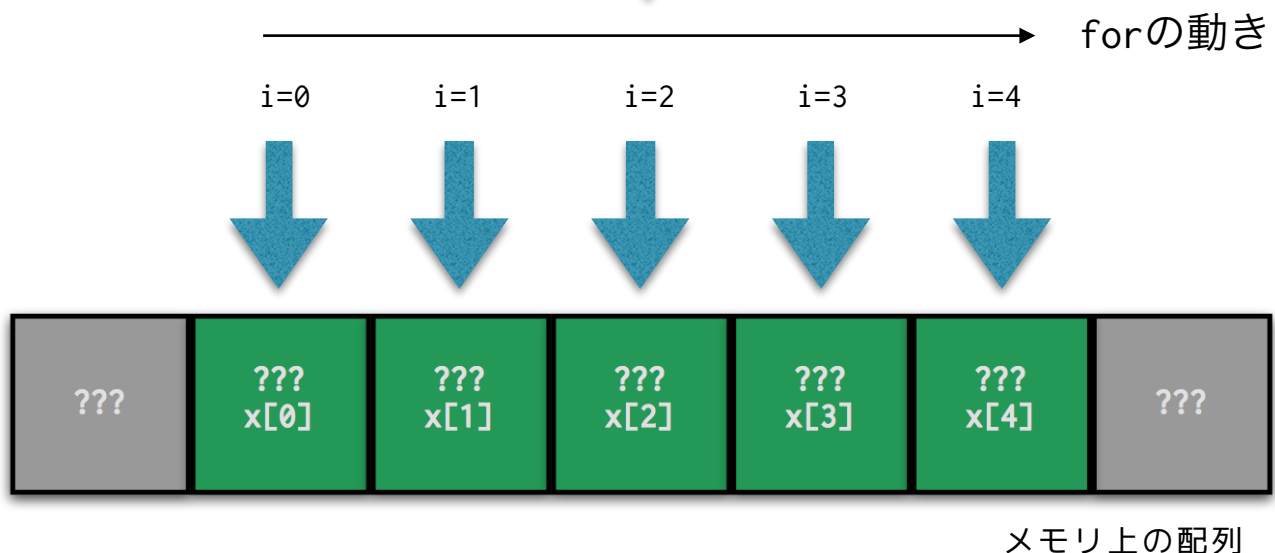 forの動き
i=0 i=1 i=2 i=3 i=4
??? ??? ??? ??? ??? ??? ???
x[0] x[1] x[2] x[3] x[4]
メモリ上の配列